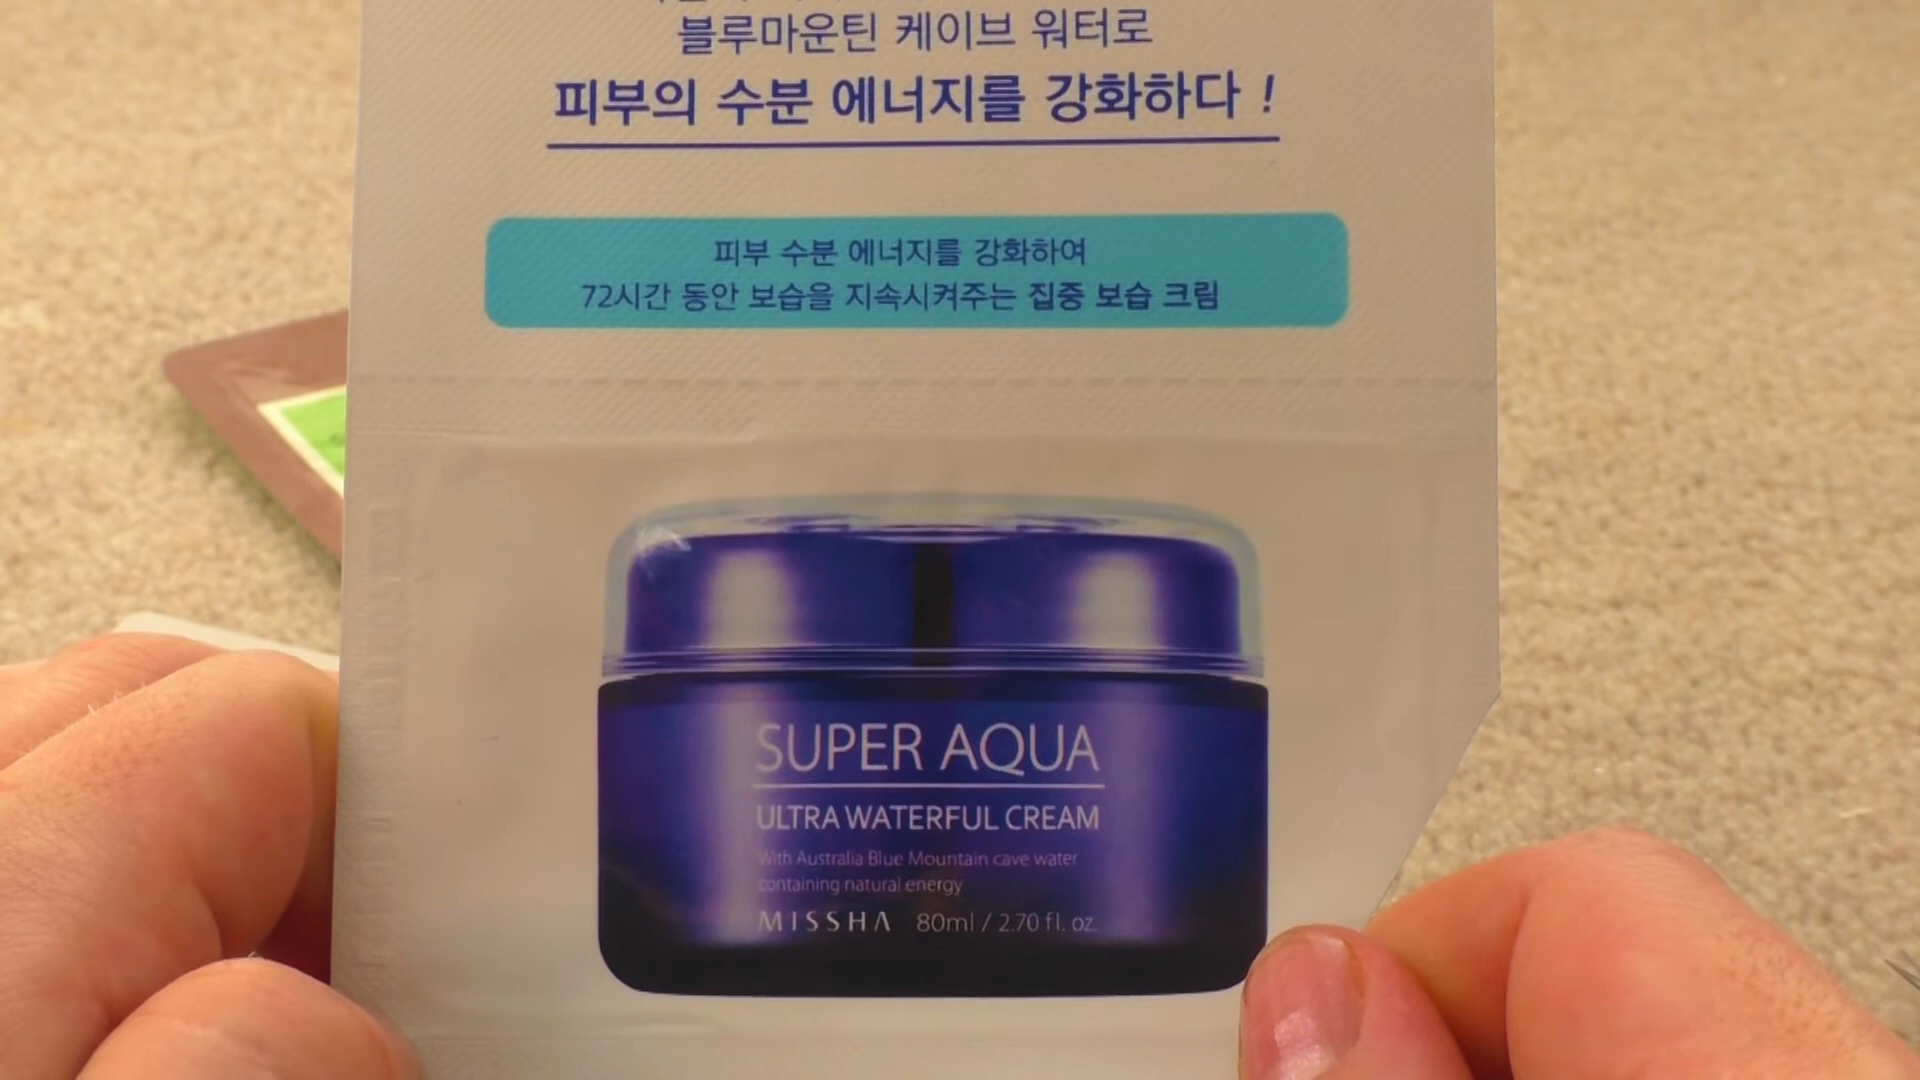 블루마운틴 케이브 워터로
피부의 수분 에너지를 강화하다 !
피부 수분 에너지를 강화하여
72시간 동안 보습을 지속시켜주는 집중 보습 크림
SUPER AQUA
ULTRA WATERFUL CREAM
With Australia Blue Mountain cave water
containing natural energy
MISSHA 80ml / 2.70 fl. oz.